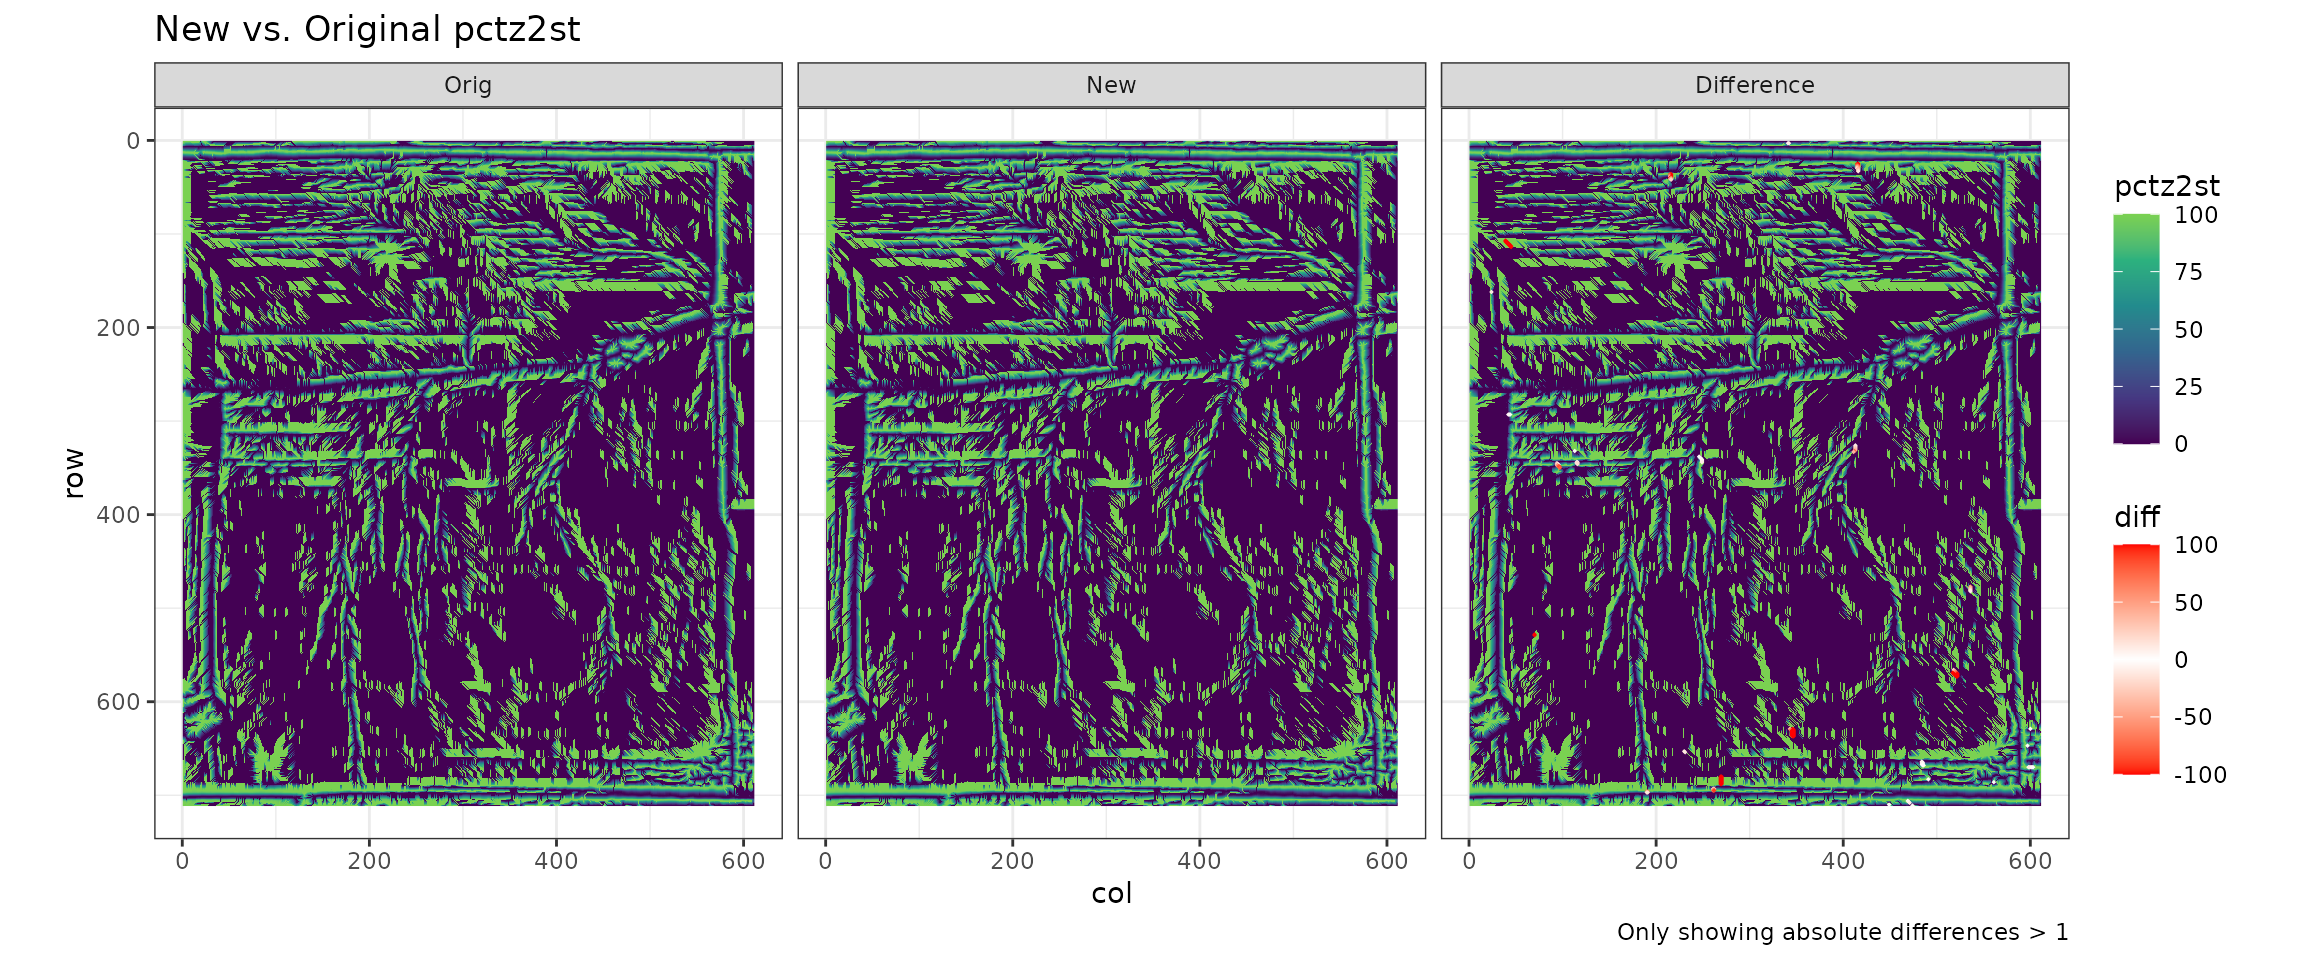 New vs. Original pctz2st
Orig New Difference
0
200
400
600
row
0 200 400 600 0 200 400 600 0 200 400 600
col
pctz2st
100
75
50
25
0
diff
100
50
0
-50
-100
Only showing absolute differences > 1